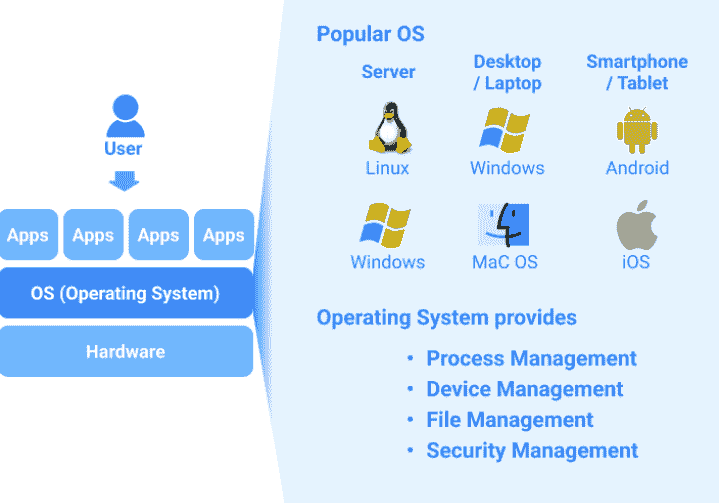 User
Apps Apps Apps Apps
OS (Operating System)
Hardware
Popular OS
Server
Desktop
/ Laptop
Smartphone
/ Tablet
Linux
Windows
Android
Windows
MaC OS
iOS
Operating System provides
• Process Management
• Device Management
• File Management
• Security Management